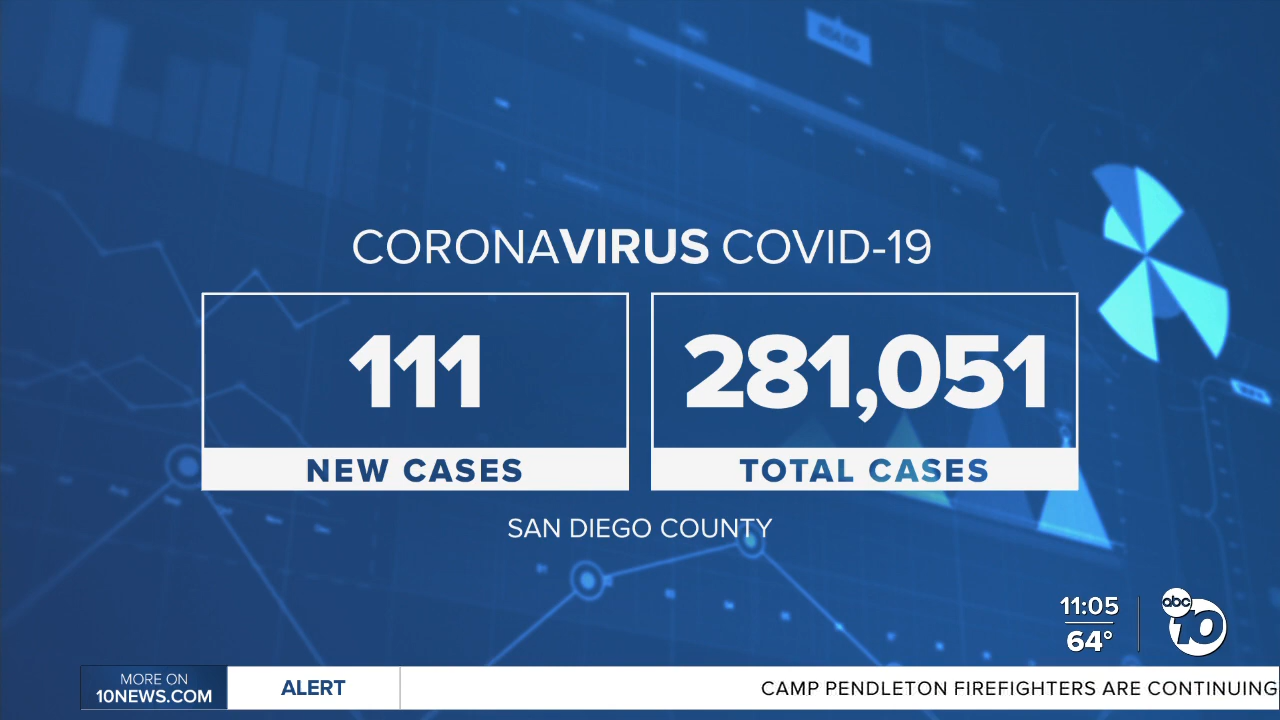 CORONAVIRUS COVID-19
111
NEW CASES
281,051
TOTAL CASES
SAN DIEGO COUNTY
11:05
64°
abc
10
MORE ON
10NEWS.COM
ALERT
CAMP PENDLETON FIREFIGHTERS ARE CONTINUING